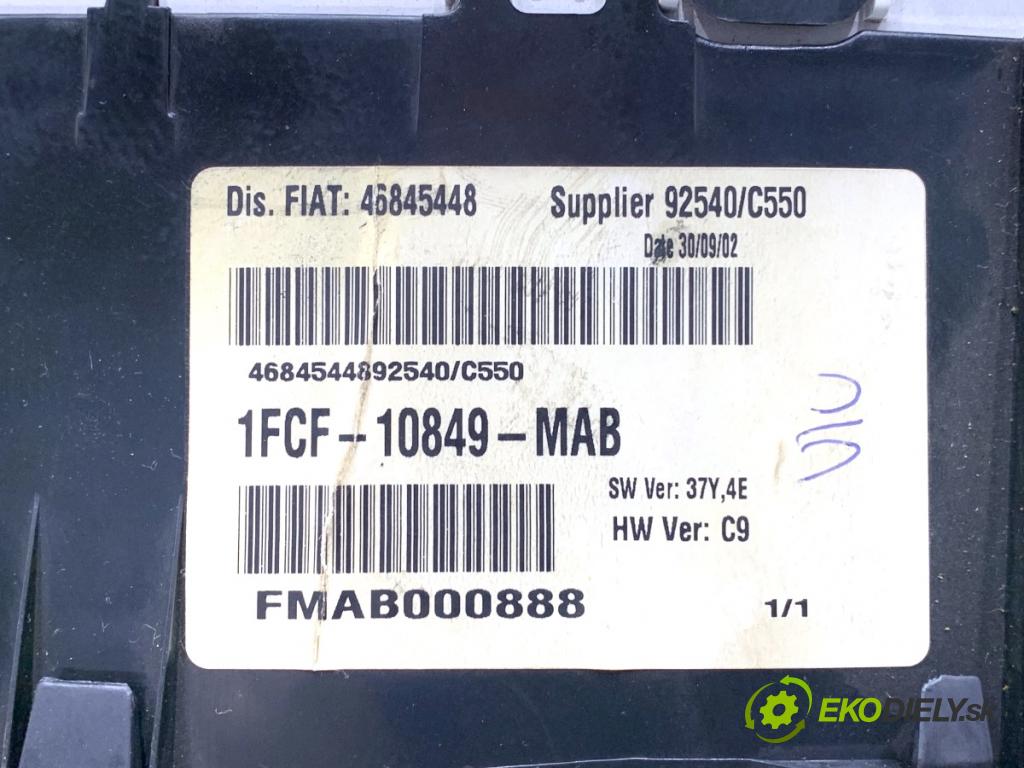 Dis. FIAT: 46845448 Supplier 92540/C550
Date 30/09/02
4684544892540/C550
1FCF-10849-MAB
SW Ver: 37Y,4E
HW Ver: C9
FMAB000888 1/1
EKODIELY.sk